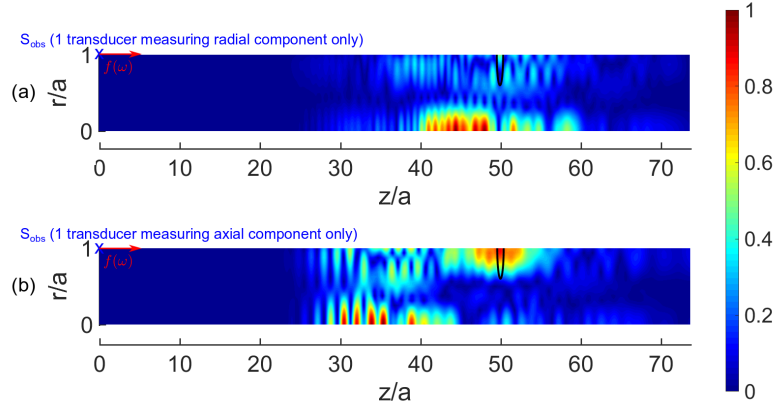 S_obs (1 transducer measuring radial component only)
1
f(ω)
(a)
r/a
0
0 10 20 30 40 50 60 70
z/a
S_obs (1 transducer measuring axial component only)
1
f(ω)
(b)
r/a
0
0 10 20 30 40 50 60 70
z/a
1
0.8
0.6
0.4
0.2
0